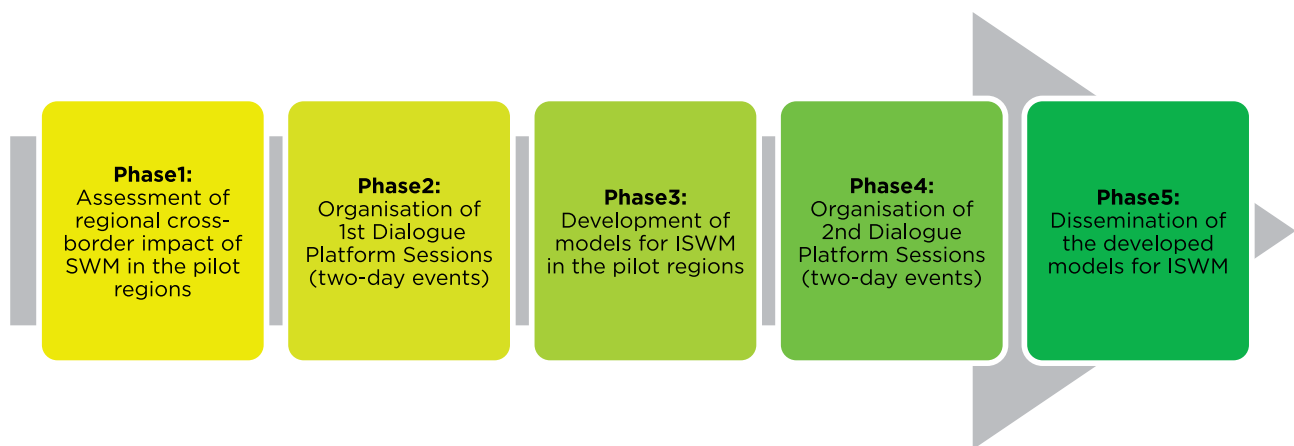 Phase1:
Assessment of
regional cross-
border impact of
SWM in the pilot
regions
Phase2:
Organisation of
1st Dialogue
Platform Sessions
(two-day events)
Phase3:
Development of
models for ISWM
in the pilot regions
Phase4:
Organisation of
2nd Dialogue
Platform Sessions
(two-day events)
Phase5:
Dissemination of
the developed
models for ISWM